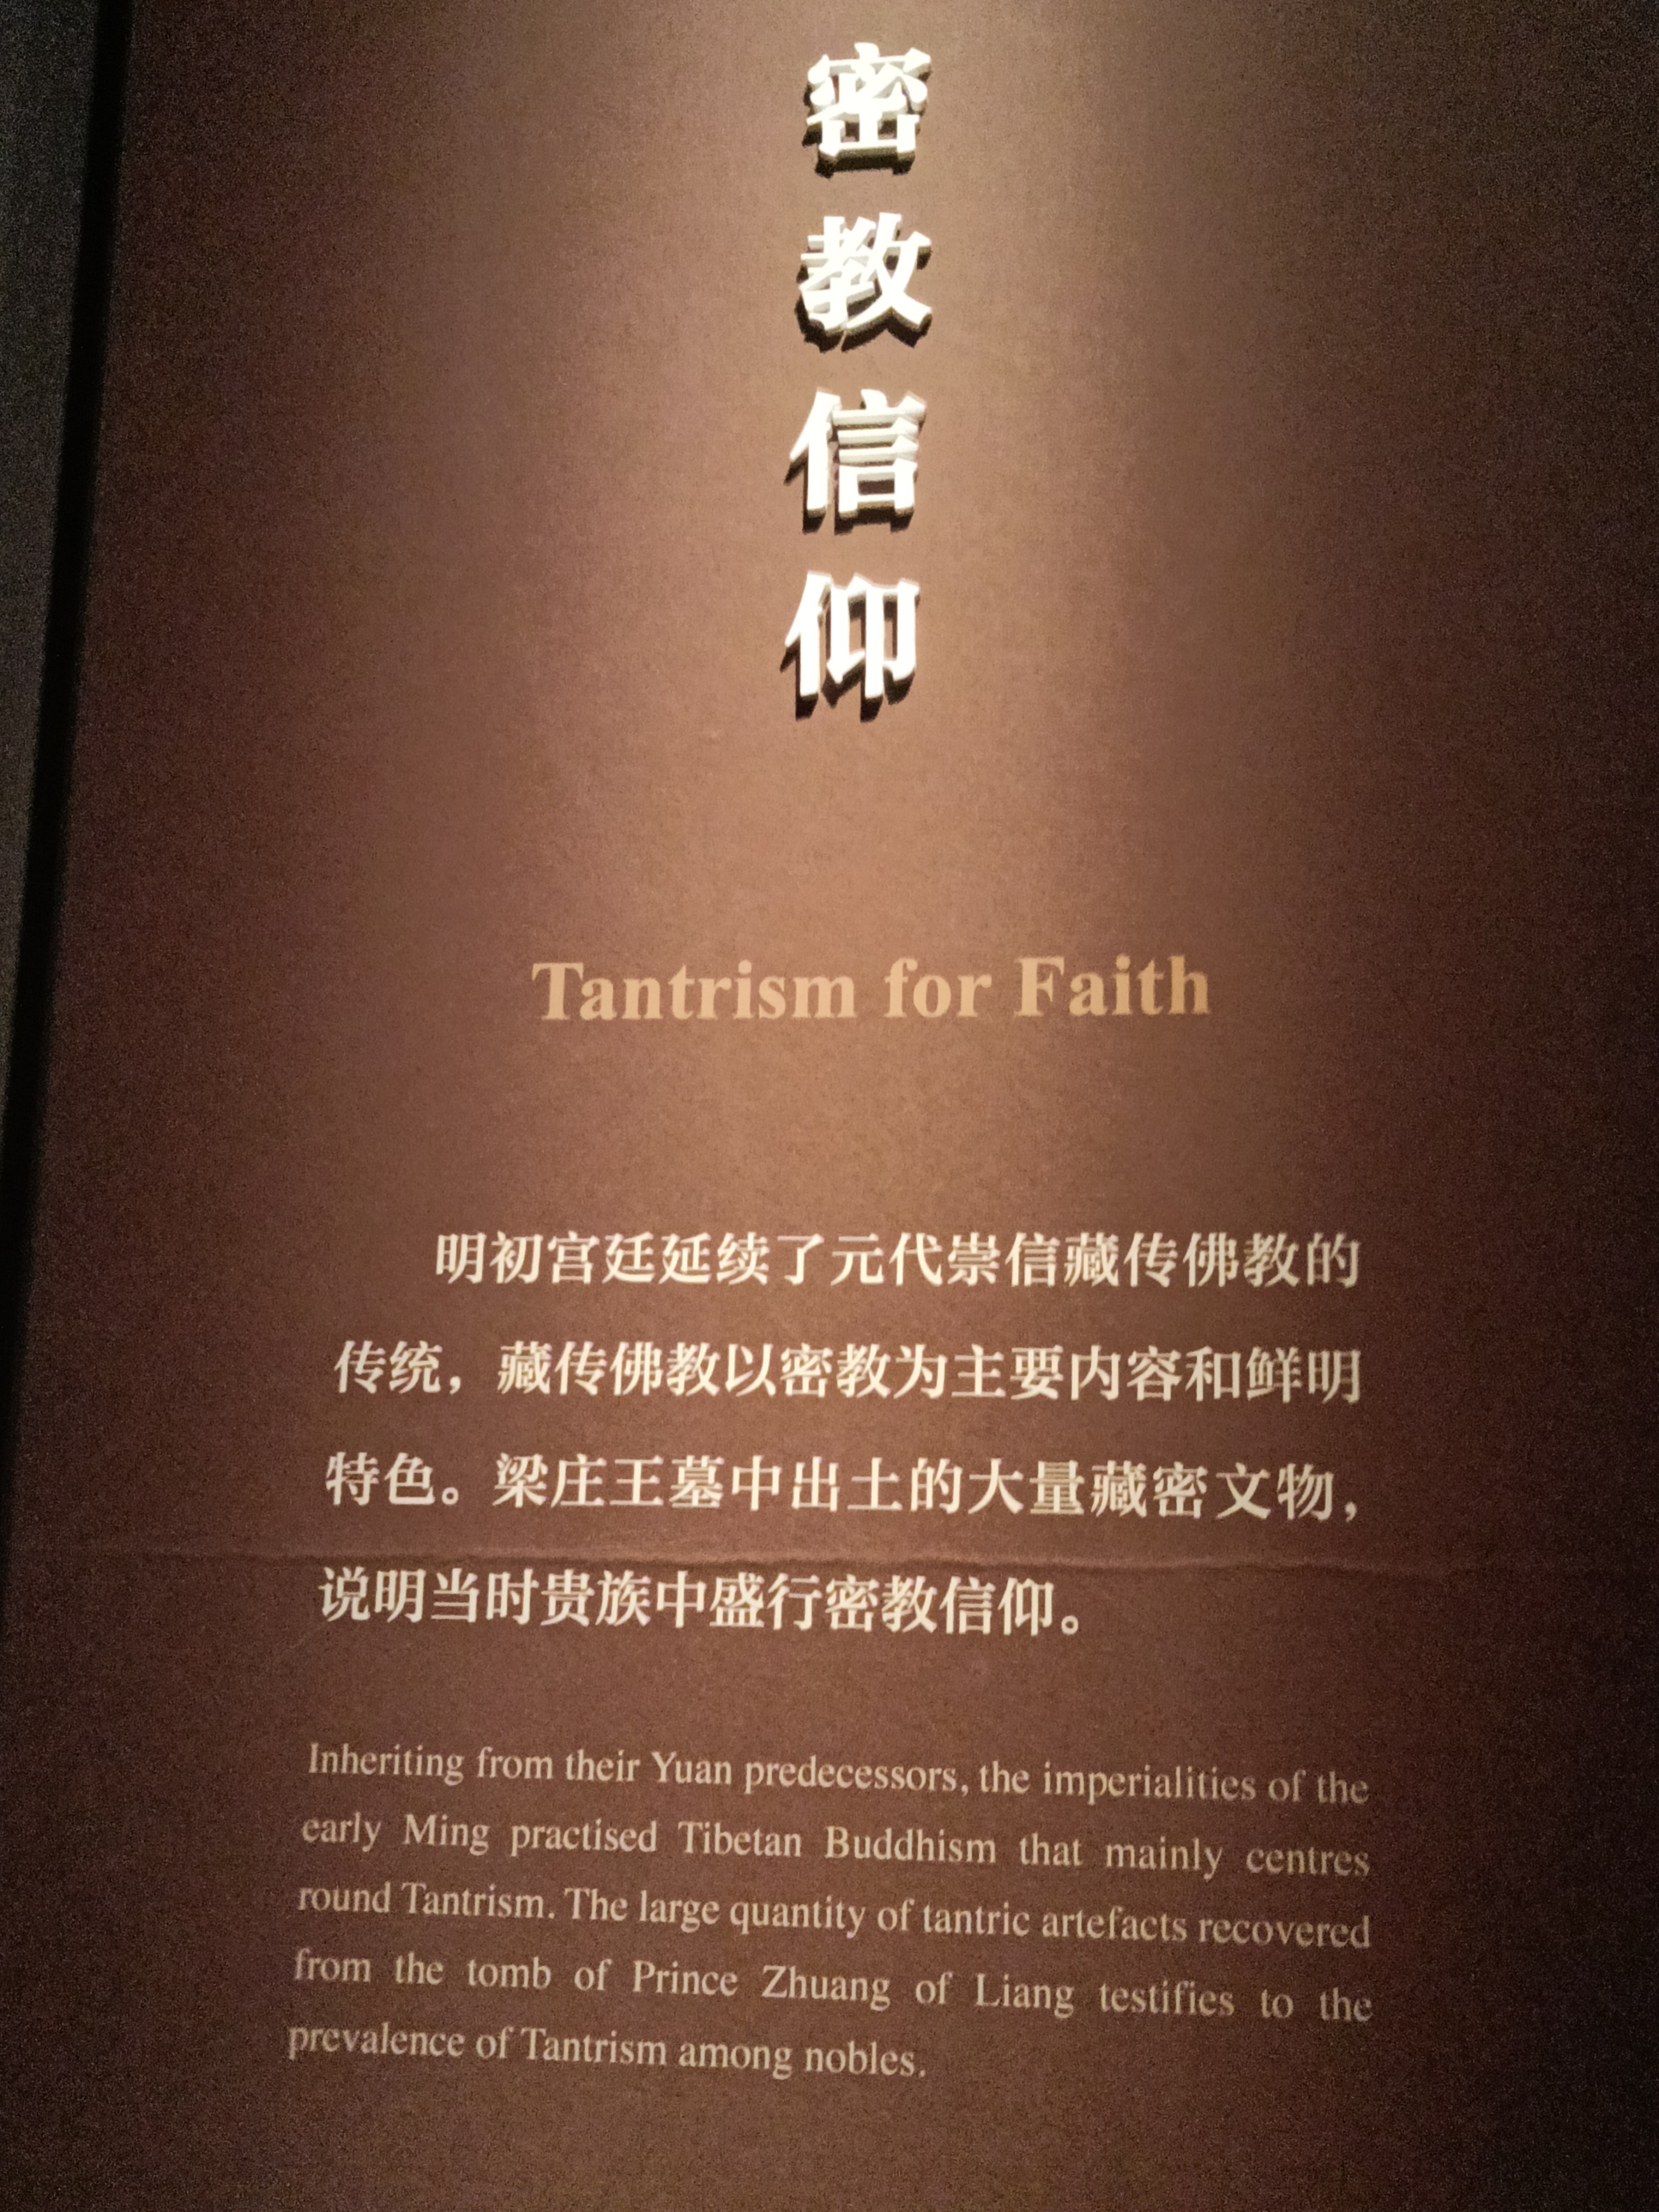 密教信仰
Tantrism for Faith
明初宫廷延续了元代崇信藏传佛教的
传统，藏传佛教以密教为主要内容和鲜明
特色。梁庄王墓中出土的大量藏密文物，
说明当时贵族中盛行密教信仰。
Inheriting from their Yuan predecessors, the imperialities of the
early Ming practised Tibetan Buddhism that mainly centres
round Tantrism. The large quantity of tantric artefacts recovered
from the tomb of Prince Zhuang of Liang testifies to the
prevalence of Tantrism among nobles.